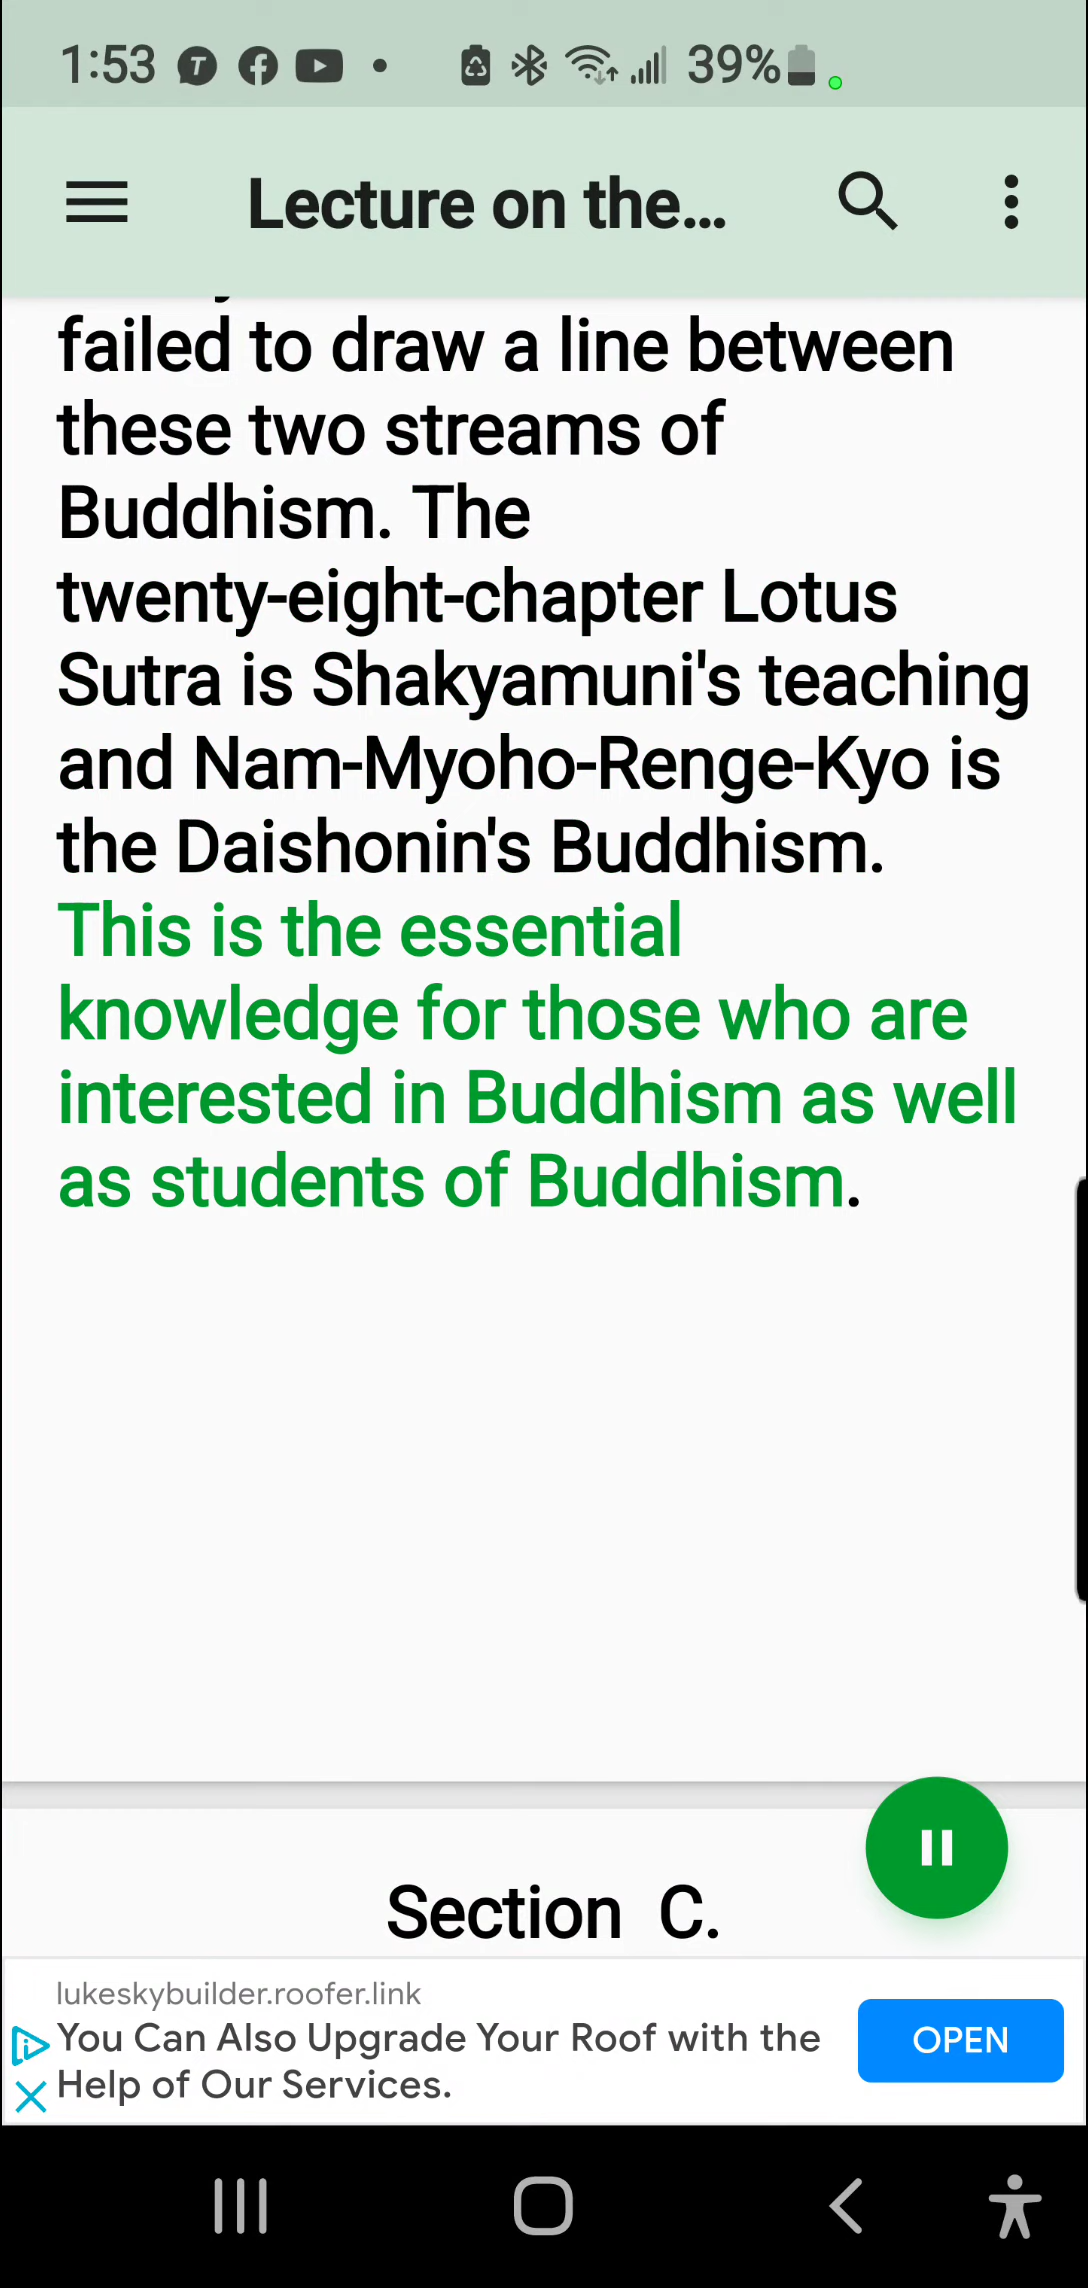 1:53
39%
Lecture on the...
failed to draw a line between
these two streams of
Buddhism. The
twenty-eight-chapter Lotus
Sutra is Shakyamuni's teaching
and Nam-Myoho-Renge-Kyo is
the Daishonin's Buddhism.
This is the essential
knowledge for those who are
interested in Buddhism as well
as students of Buddhism.
Section C.
lukeskybuilder.roofer.link
You Can Also Upgrade Your Roof with the
Help of Our Services.
OPEN